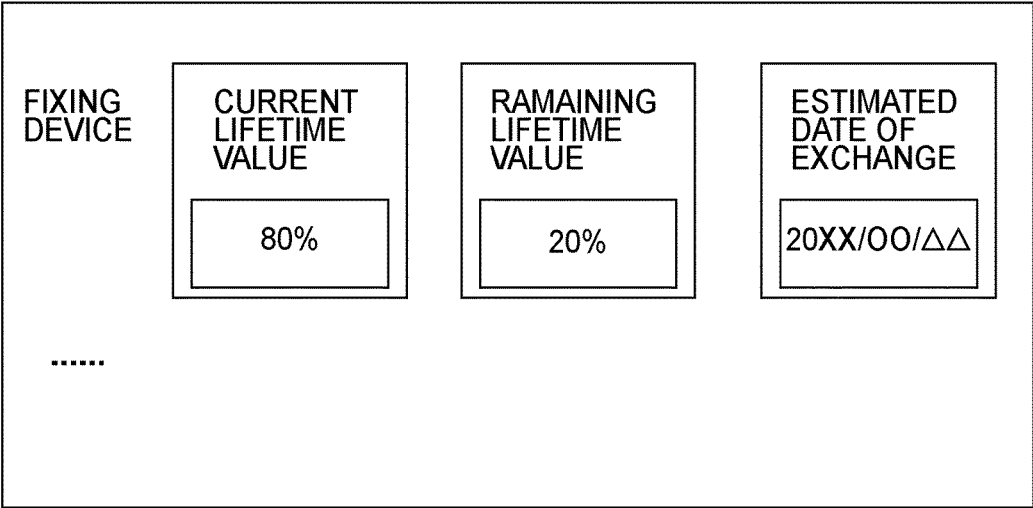 FIXING
DEVICE
CURRENT
LIFETIME
VALUE
80%
RAMAINING
LIFETIME
VALUE
20%
ESTIMATED
DATE OF
EXCHANGE
20XX/OO/△△
......